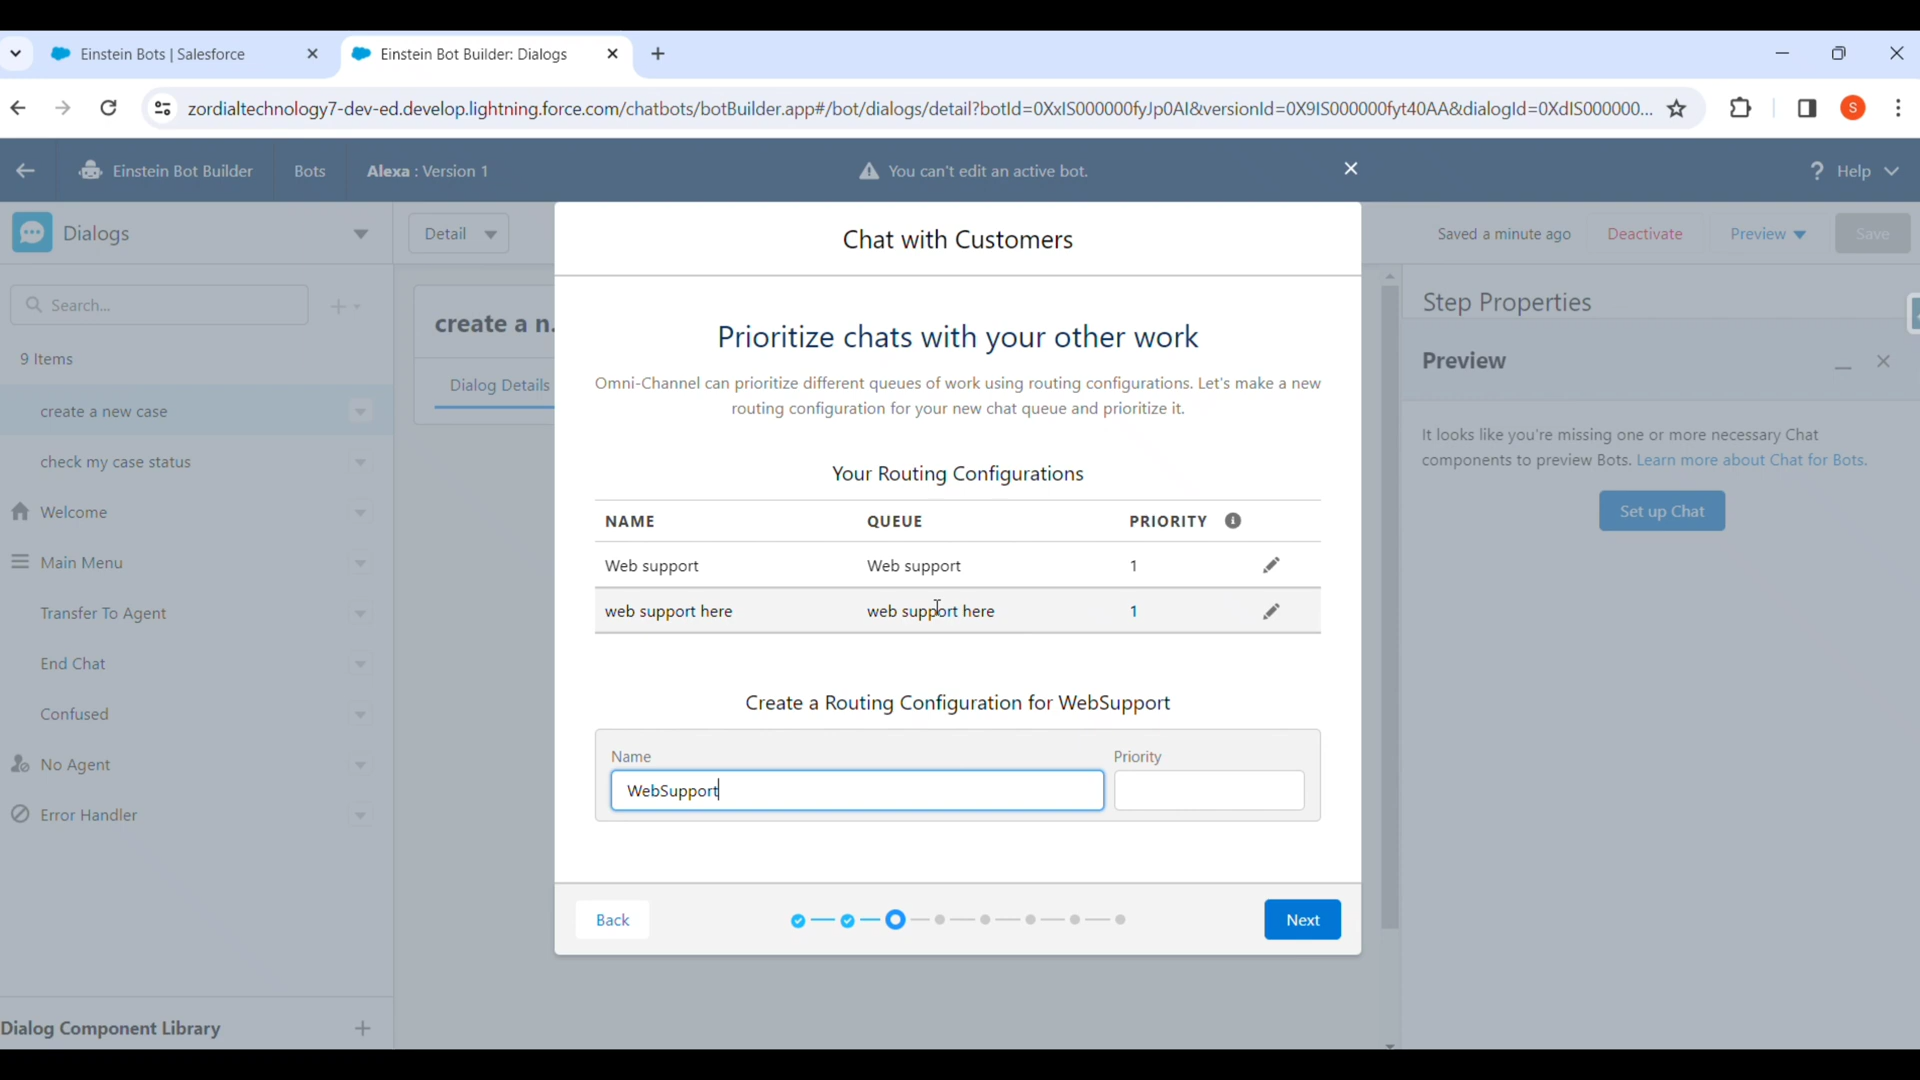 Einstein Bots | Salesforce
Einstein Bot Builder: Dialogs
zordialtechnology7-dev-ed.develop.lightning.force.com/chatbots/botBuilder.app#/bot/dialogs/detail?botId=0XxIS000000fyJp0AI&versionId=0X9IS000000fyt40AA&dialogId=0XdIS000000...
S
Einstein Bot Builder
Bots
Alexa : Version 1
You can't edit an active bot.
? Help
Dialogs
Detail
Saved a minute ago
Deactivate
Preview
Save
Search...
9 Items
create a new case
check my case status
Welcome
Main Menu
Transfer To Agent
End Chat
Confused
No Agent
Error Handler
Dialog Component Library
create a n.
Dialog Details
Chat with Customers
Prioritize chats with your other work
Omni-Channel can prioritize different queues of work using routing configurations. Let's make a new
routing configuration for your new chat queue and prioritize it.
Your Routing Configurations
NAME QUEUE PRIORITY
Web support Web support 1
web support here web support here 1
Create a Routing Configuration for WebSupport
Name Priority
WebSupport
Back
Next
Step Properties
Preview
It looks like you're missing one or more necessary Chat
components to preview Bots. Learn more about Chat for Bots.
Set up Chat